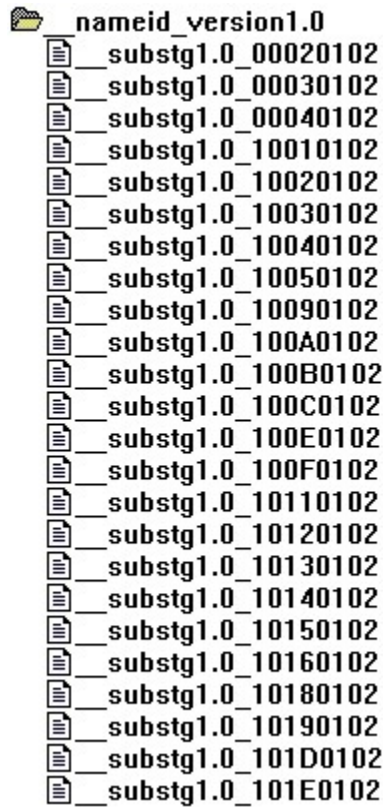 __nameid_version1.0
__substg1.0_00020102
__substg1.0_00030102
__substg1.0_00040102
__substg1.0_10010102
__substg1.0_10020102
__substg1.0_10030102
__substg1.0_10040102
__substg1.0_10050102
__substg1.0_10090102
__substg1.0_100A0102
__substg1.0_100B0102
__substg1.0_100C0102
__substg1.0_100E0102
__substg1.0_100F0102
__substg1.0_10110102
__substg1.0_10120102
__substg1.0_10130102
__substg1.0_10140102
__substg1.0_10150102
__substg1.0_10160102
__substg1.0_10180102
__substg1.0_10190102
__substg1.0_101D0102
__substg1.0_101E0102